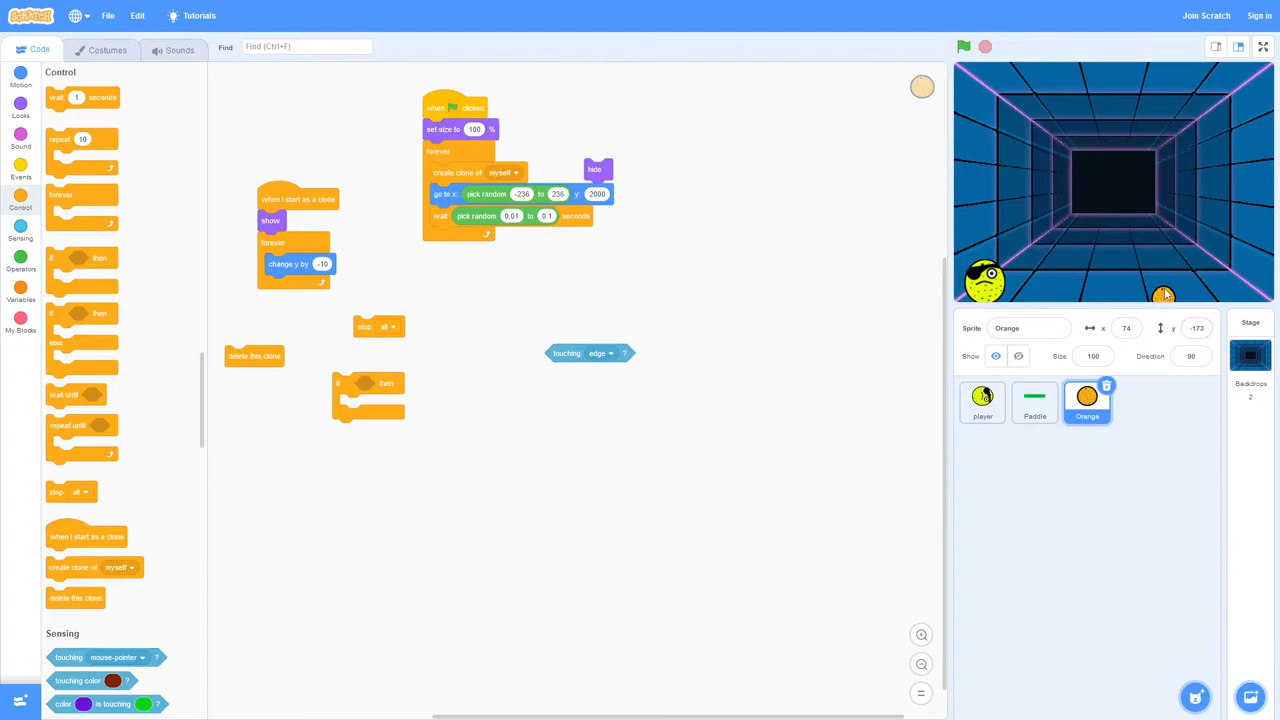 SCRATCH File Edit Tutorials Join Scratch Sign in
Code Costumes Sounds Find Find (Ctrl+F)
Motion
Looks
Sound
Events
Control
Sensing
Operators
Variables
My Blocks
Control
wait 1 seconds
repeat 10
forever
if then
if then
else
wait until
repeat until
stop all
when I start as a clone
create clone of myself
delete this clone
Sensing
touching mouse-pointer ?
touching color ?
color is touching ?
when clicked
set size to 100 %
forever
create clone of myself
go to x: pick random -236 to 236 y: 2000
wait pick random 0.01 to 0.1 seconds
hide
when I start as a clone
show
forever
change y by -10
stop all
delete this clone
if then
touching edge ?
Sprite Orange x 74 y -173
Show Size 100 Direction 90
player
Paddle
Orange
Stage
Backdrops
2